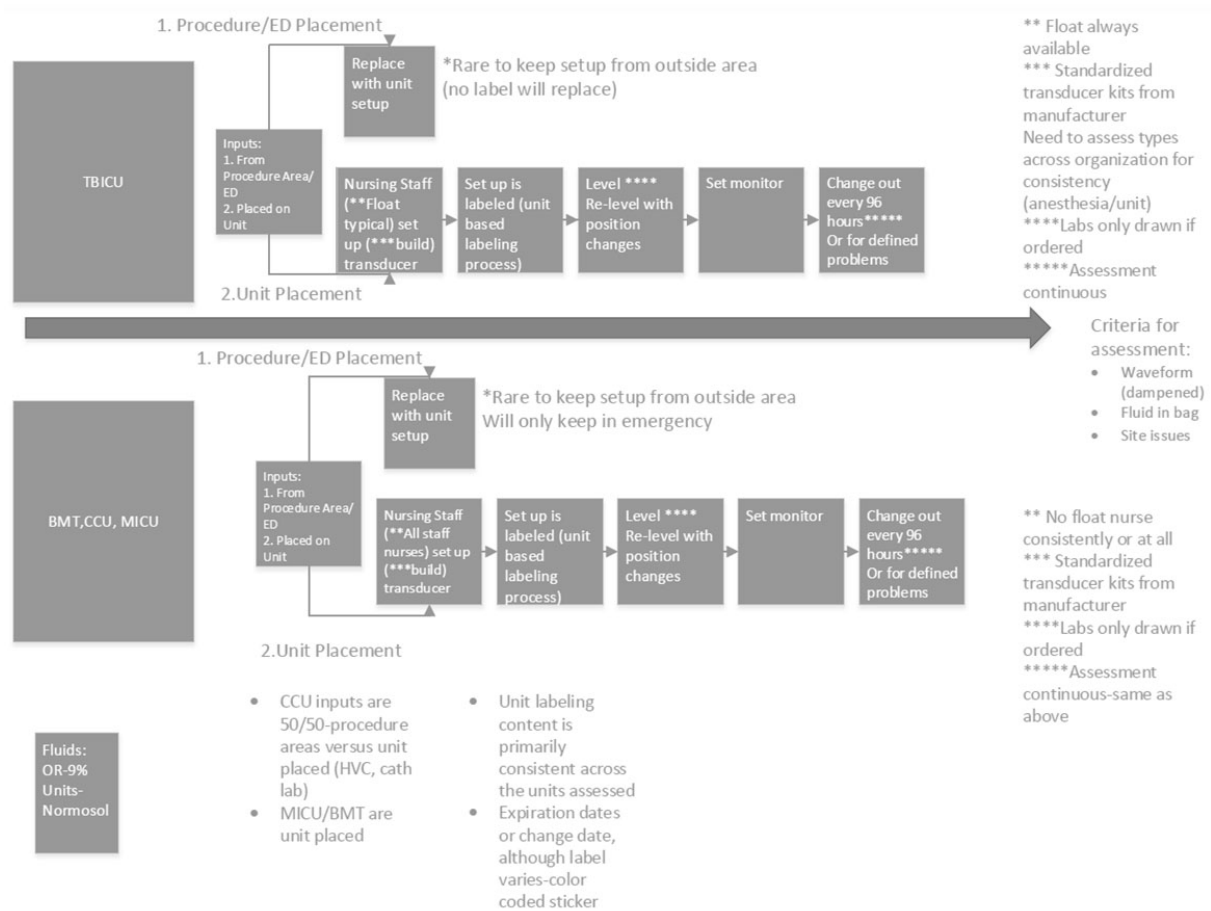 1. Procedure/ED Placement
TBICU
Replace
with unit
setup
*Rare to keep setup from outside area
(no label will replace)
Inputs:
1. From
Procedure Area/
ED
2. Placed on
Unit
Nursing Staff
(**Float
typical) set
up (***build)
transducer
Set up is
labeled (unit
based
labeling
process)
Level ****
Re-level with
position
changes
Set monitor
Change out
every 96
hours*****
Or for defined
problems
2.Unit Placement
** Float always
available
*** Standardized
transducer kits from
manufacturer
Need to assess types
across organization for
consistency
(anesthesia/unit)
****Labs only drawn if
ordered
*****Assessment
continuous
Criteria for
assessment:
• Waveform
(dampened)
• Fluid in bag
• Site issues
1. Procedure/ED Placement
BMT,CCU, MICU
Replace
with unit
setup
*Rare to keep setup from outside area
Will only keep in emergency
Inputs:
1. From
Procedure Area/
ED
2. Placed on
Unit
Nursing Staff
(**All staff
nurses) set up
(***build)
transducer
Set up is
labeled (unit
based
labeling
process)
Level ****
Re-level with
position
changes
Set monitor
Change out
every 96
hours*****
Or for defined
problems
2.Unit Placement
** No float nurse
consistently or at all
*** Standardized
transducer kits from
manufacturer
****Labs only drawn if
ordered
*****Assessment
continuous-same as
above
Fluids:
OR-9%
Units-
Normosol
• CCU inputs are
50/50-procedure
areas versus unit
placed (HVC, cath
lab)
• MICU/BMT are
unit placed
• Unit labeling
content is
primarily
consistent across
the units assessed
• Expiration dates
or change date,
although label
varies-color
coded sticker